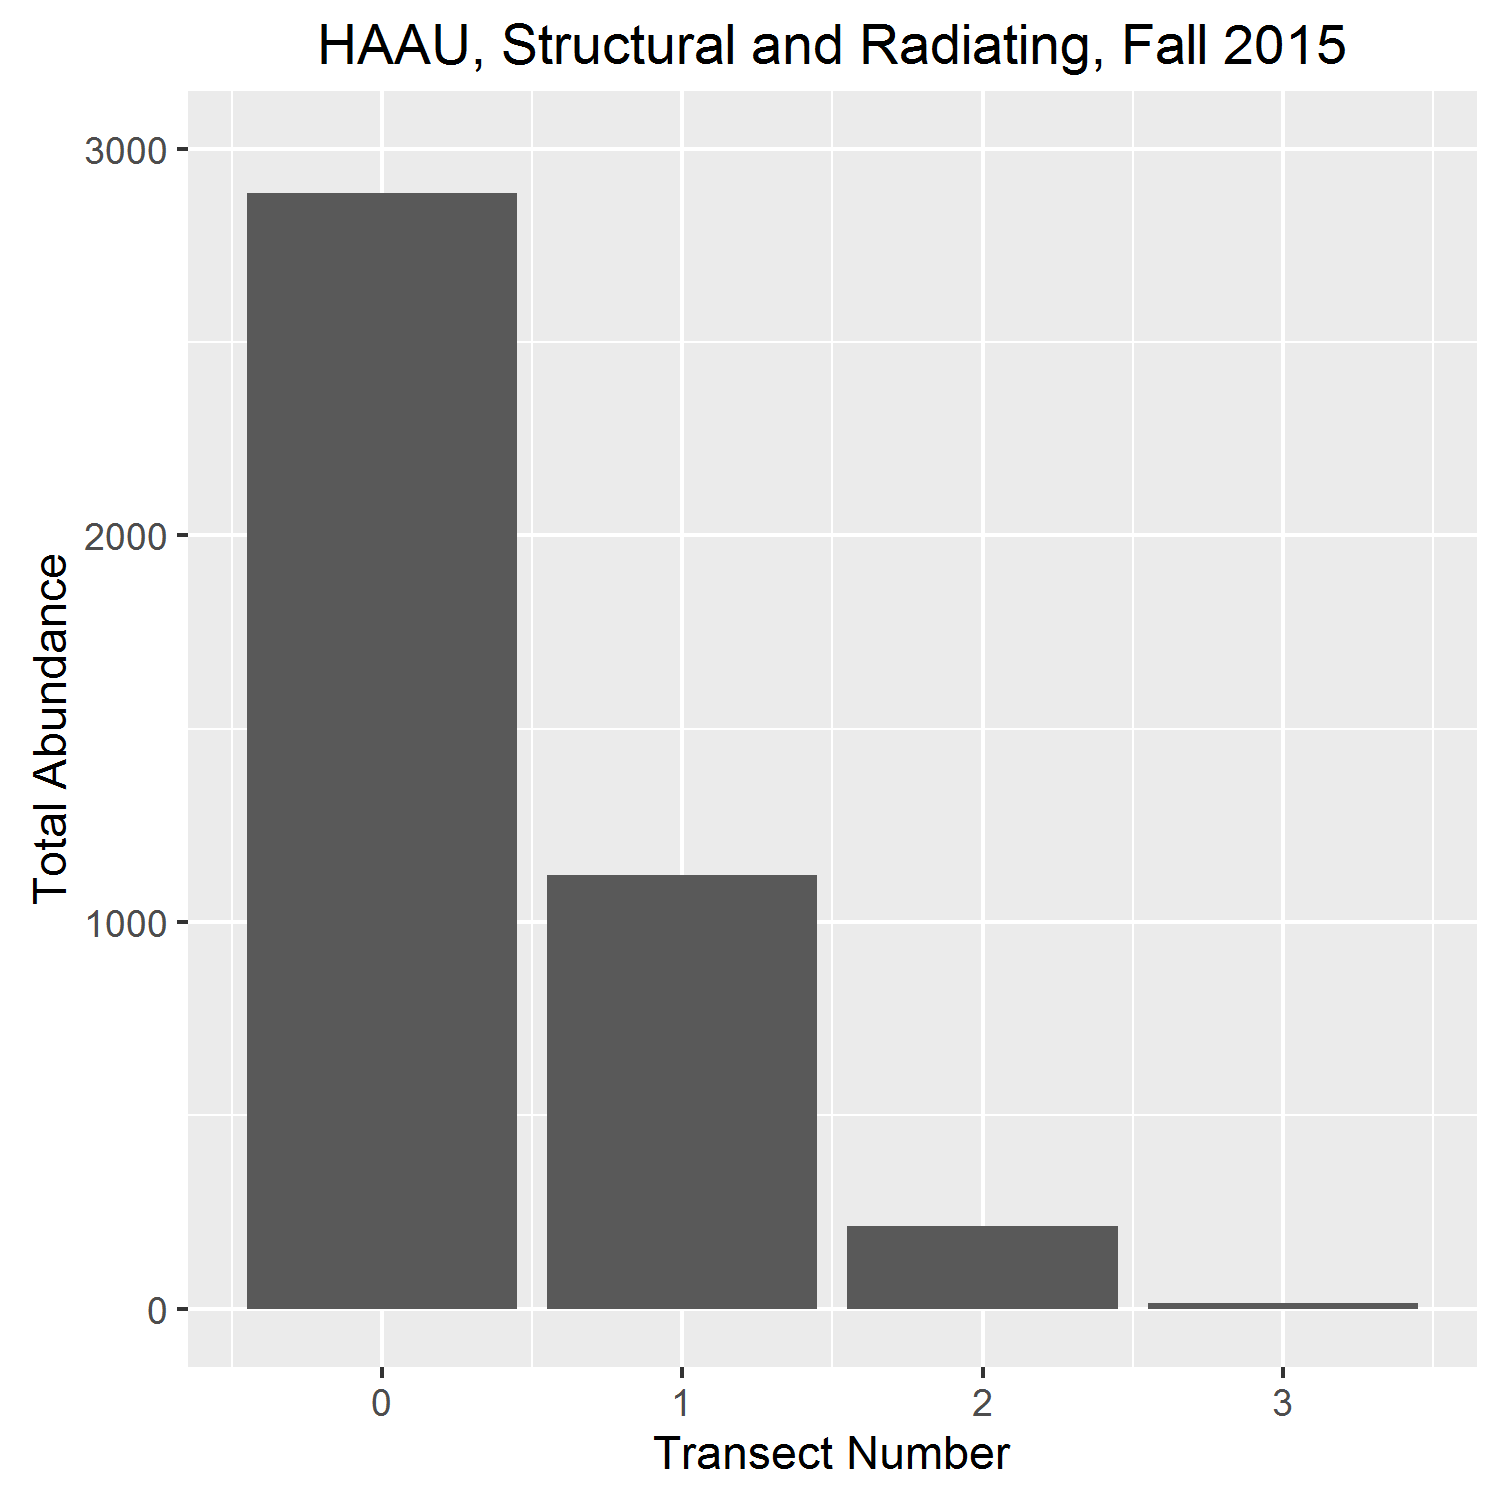 HAAU, Structural and Radiating, Fall 2015
3000
2000
1000
0
Total Abundance
0 1 2 3
Transect Number